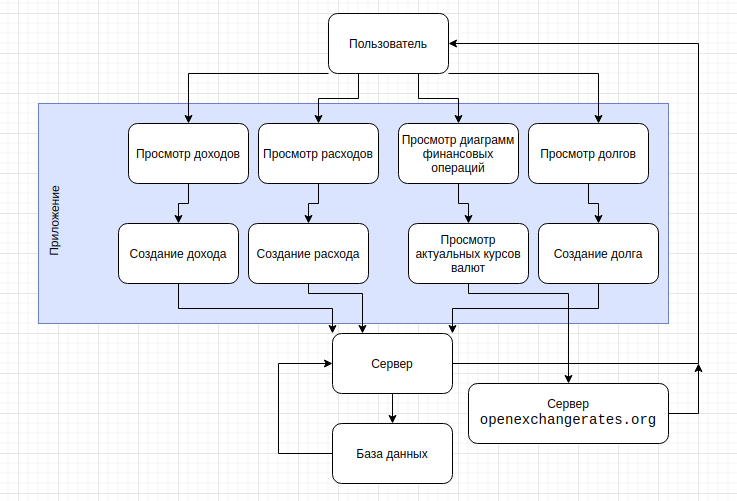 Пользователь
Приложение
Просмотр доходов
Просмотр расходов
Просмотр диаграмм
финансовых
операций
Просмотр долгов
Создание дохода
Создание расхода
Просмотр
актуальных курсов
валют
Создание долга
Сервер
Сервер
openexchangerates.org
База данных